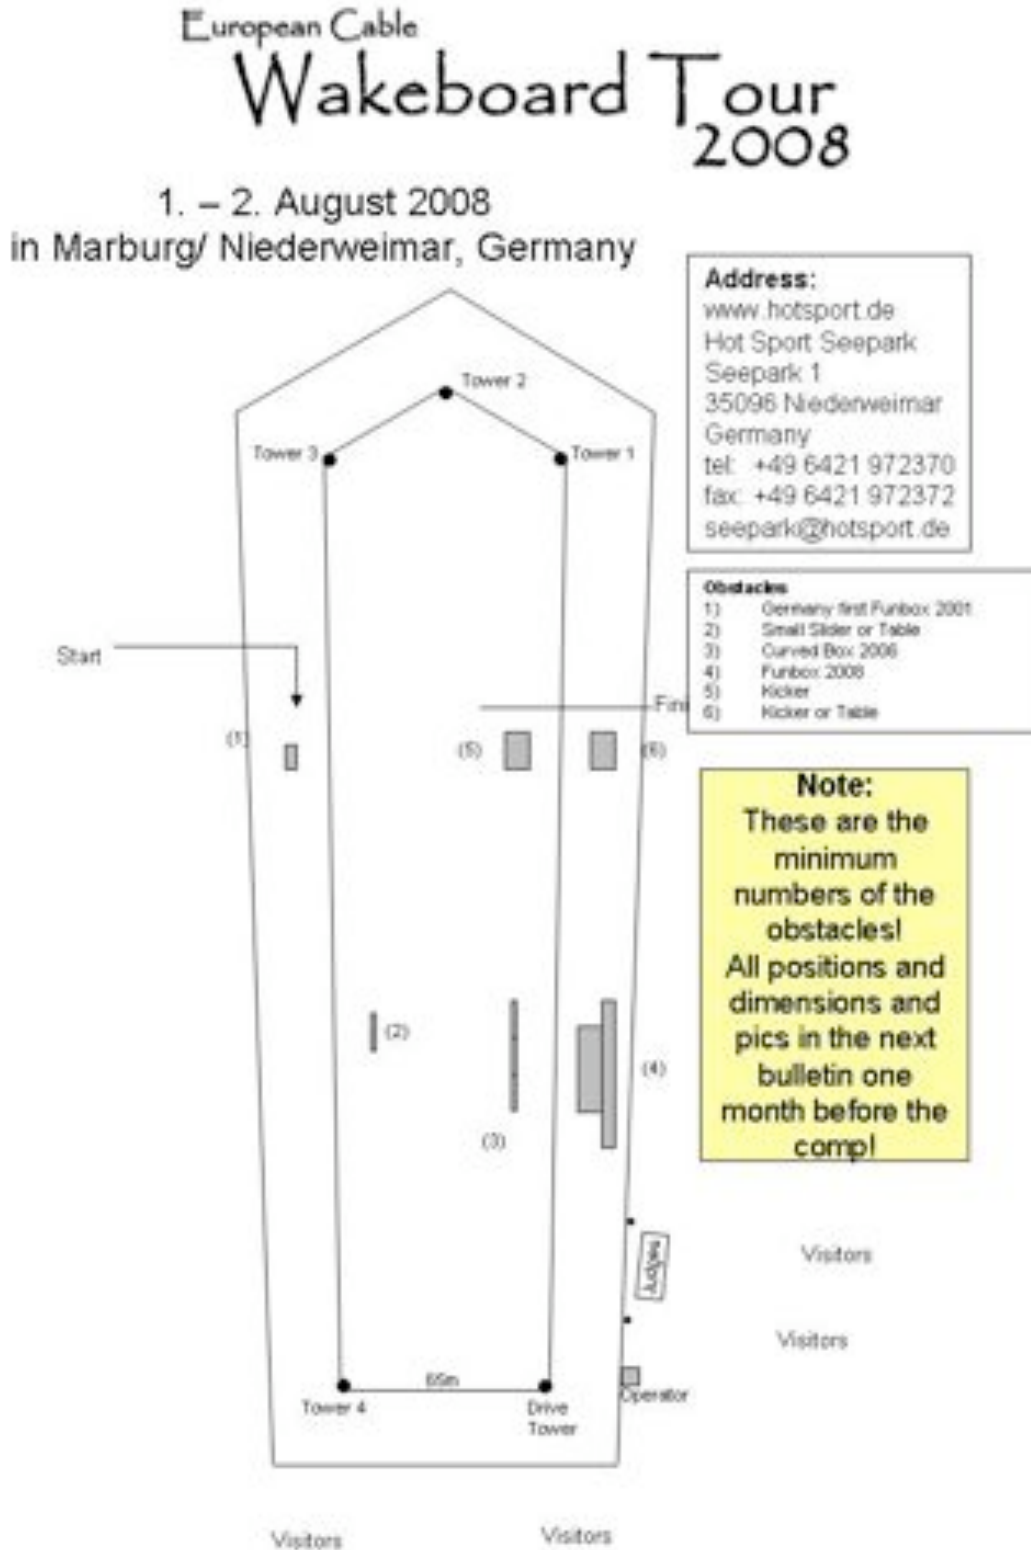 European Cable
Wakeboard Tour
2008
1. – 2. August 2008
in Marburg/ Niederweimar, Germany
Address:
www.hotsport.de
Hot Sport Seepark
Seepark 1
35096 Niederweimar
Germany
tel: +49 6421 972370
fax: +49 6421 972372
seepark@hotsport.de
Tower 2
Tower 3
Tower 1
Obstacles
1) Germany first Funbox 2001
2) Small Slider or Table
3) Curved Box 2006
4) Funbox 2008
5) Kicker
6) Kicker or Table
Start
Fini
(1)
(5)
(6)
Note:
These are the
minimum
numbers of the
obstacles!
All positions and
dimensions and
pics in the next
bulletin one
month before the
comp!
(2)
(4)
(3)
Visitors
Visitors
65m
Operator
Tower 4
Drive
Tower
Visitors
Visitors